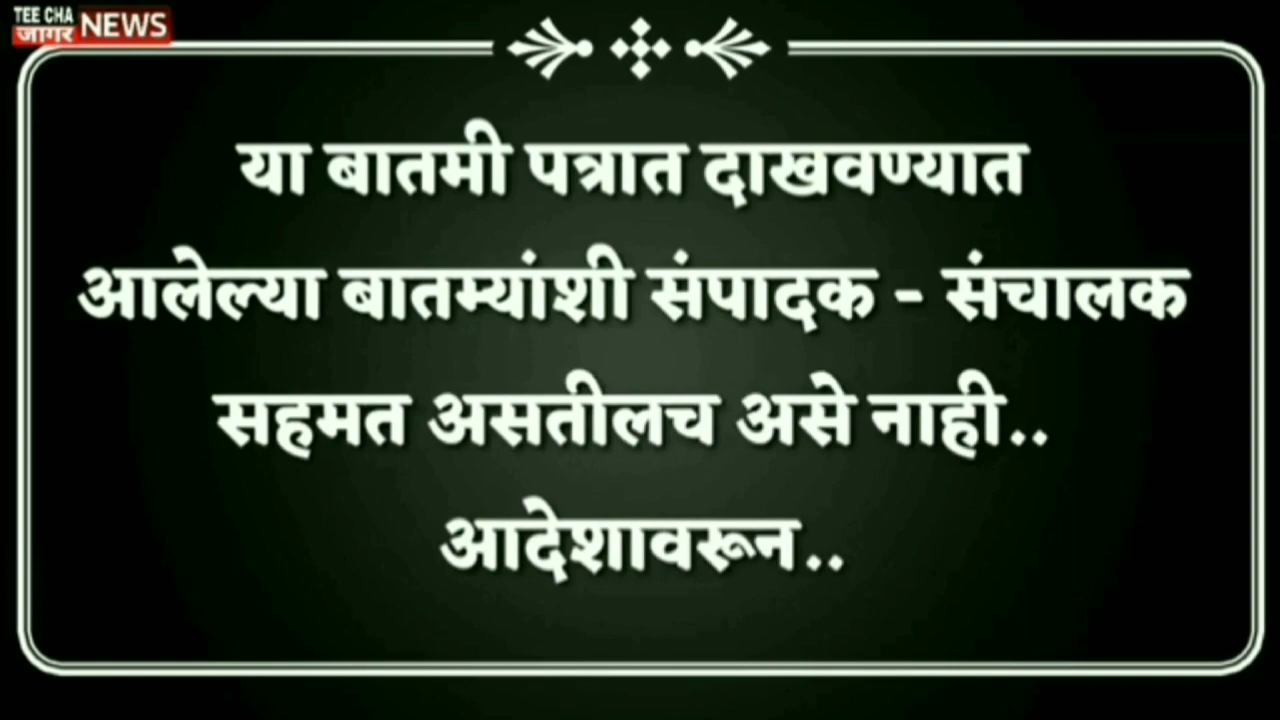 TEE CHA
जागर NEWS
या बातमी पत्रात दाखवण्यात
आलेल्या बातम्यांशी संपादक - संचालक
सहमत असतीलच असे नाही..
आदेशावरून..